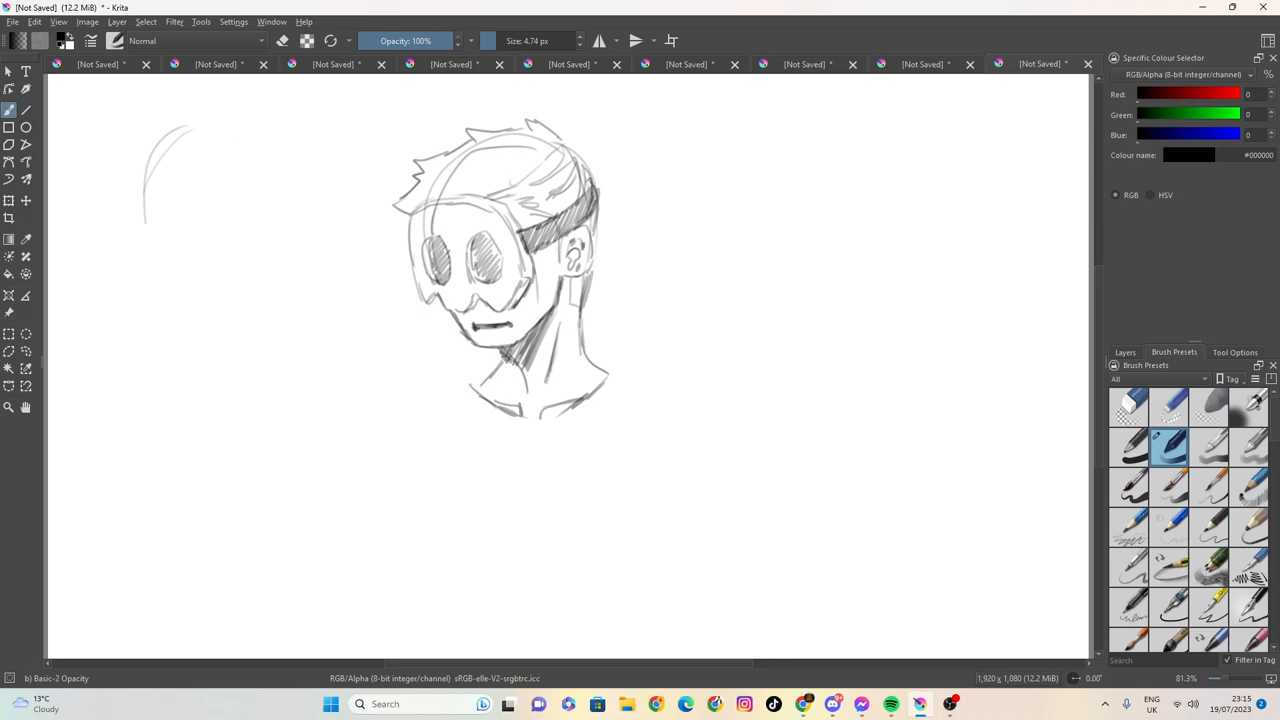 [Not Saved]  (12.2 MiB)  * - Krita
File Edit View Image Layer Select Filter Tools Settings Window Help
Normal Opacity: 100% Size: 4.74 px
[Not Saved] * [Not Saved] * [Not Saved] * [Not Saved] * [Not Saved] * [Not Saved] * [Not Saved] * [Not Saved] * [Not Saved] *
Specific Colour Selector
RGB/Alpha (8-bit integer/channel) %
Red: 0
Green: 0
Blue: 0
Colour name: #000000
RGB HSV
Layers Brush Presets Tool Options
Brush Presets
All Tag
Search Filter in Tag
b) Basic-2 Opacity RGB/Alpha (8-bit integer/channel)  sRGB-elle-V2-srgbtrc.icc 1,920 x 1,080 (12.2 MiB) 0.00° 81.3%
13°C
Cloudy
Search
ENG
UK
23:15
19/07/2023
2